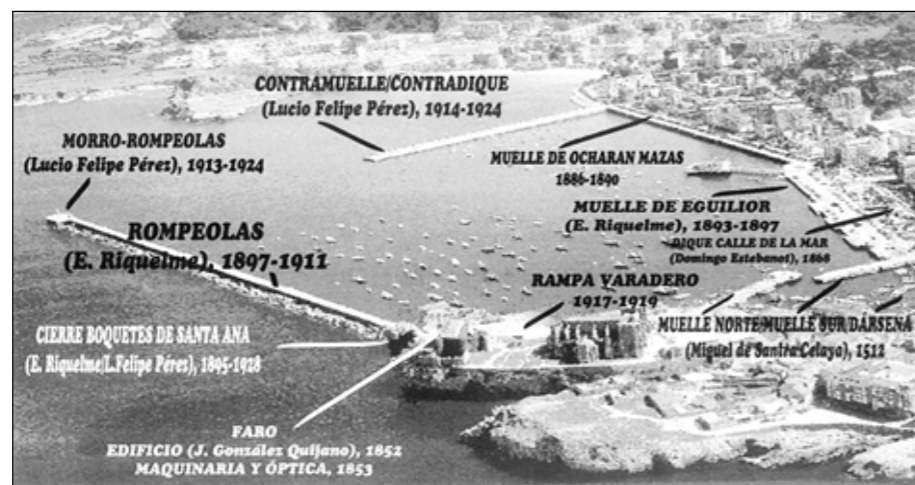 CONTRAMUELLE/CONTRADIQUE
(Lucio Felipe Pérez), 1914-1924
MORRO-ROMPEOLAS
(Lucio Felipe Pérez), 1913-1924
MUELLE DE OCHARAN MAZAS
1886-1890
MUELLE DE EGUILIOR
(E. Riquelme), 1893-1897
DIQUE CALLE DE LA MAR
(Domingo Estebanot), 1868
ROMPEOLAS
(E. Riquelme), 1897-1911
RAMPA VARADERO
1917-1919
MUELLE NORTE/MUELLE SUR/DÁRSENA
(Miguel de Santra Celaya), 1512
CIERRE BOQUETES DE SANTA ANA
(E. Riquelme/L.Felipe Pérès), 1895-1928
FARO
EDIFICIO (J. González Quijano), 1852
MAQUINARIA Y ÓPTICA, 1853